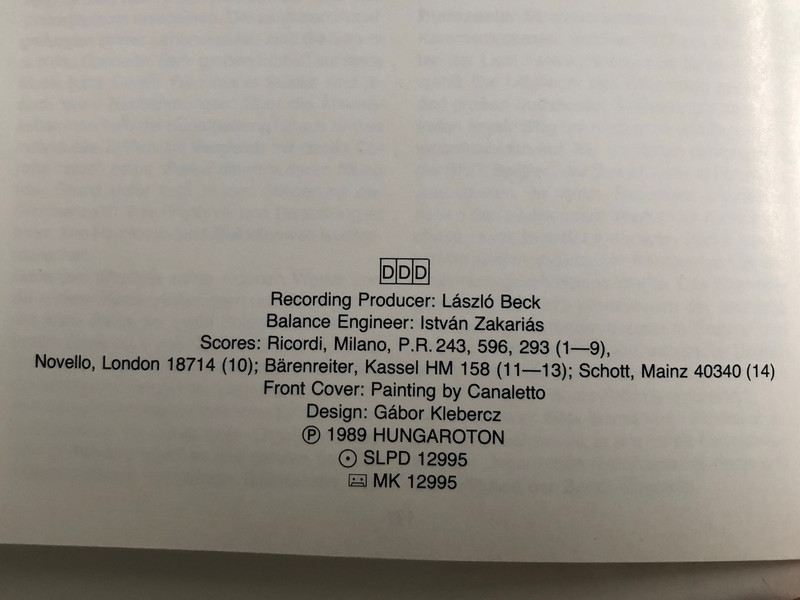 DDD
Recording Producer: László Beck
Balance Engineer: István Zakariás
Scores: Ricordi, Milano, P.R. 243, 596, 293 (1—9),
Novello, London 18714 (10); Bärenreiter, Kassel HM 158 (11—13); Schott, Mainz 40340 (14)
Front Cover: Painting by Canaletto
Design: Gábor Klebercz
℗ 1989 HUNGAROTON
SLPD 12995
MK 12995